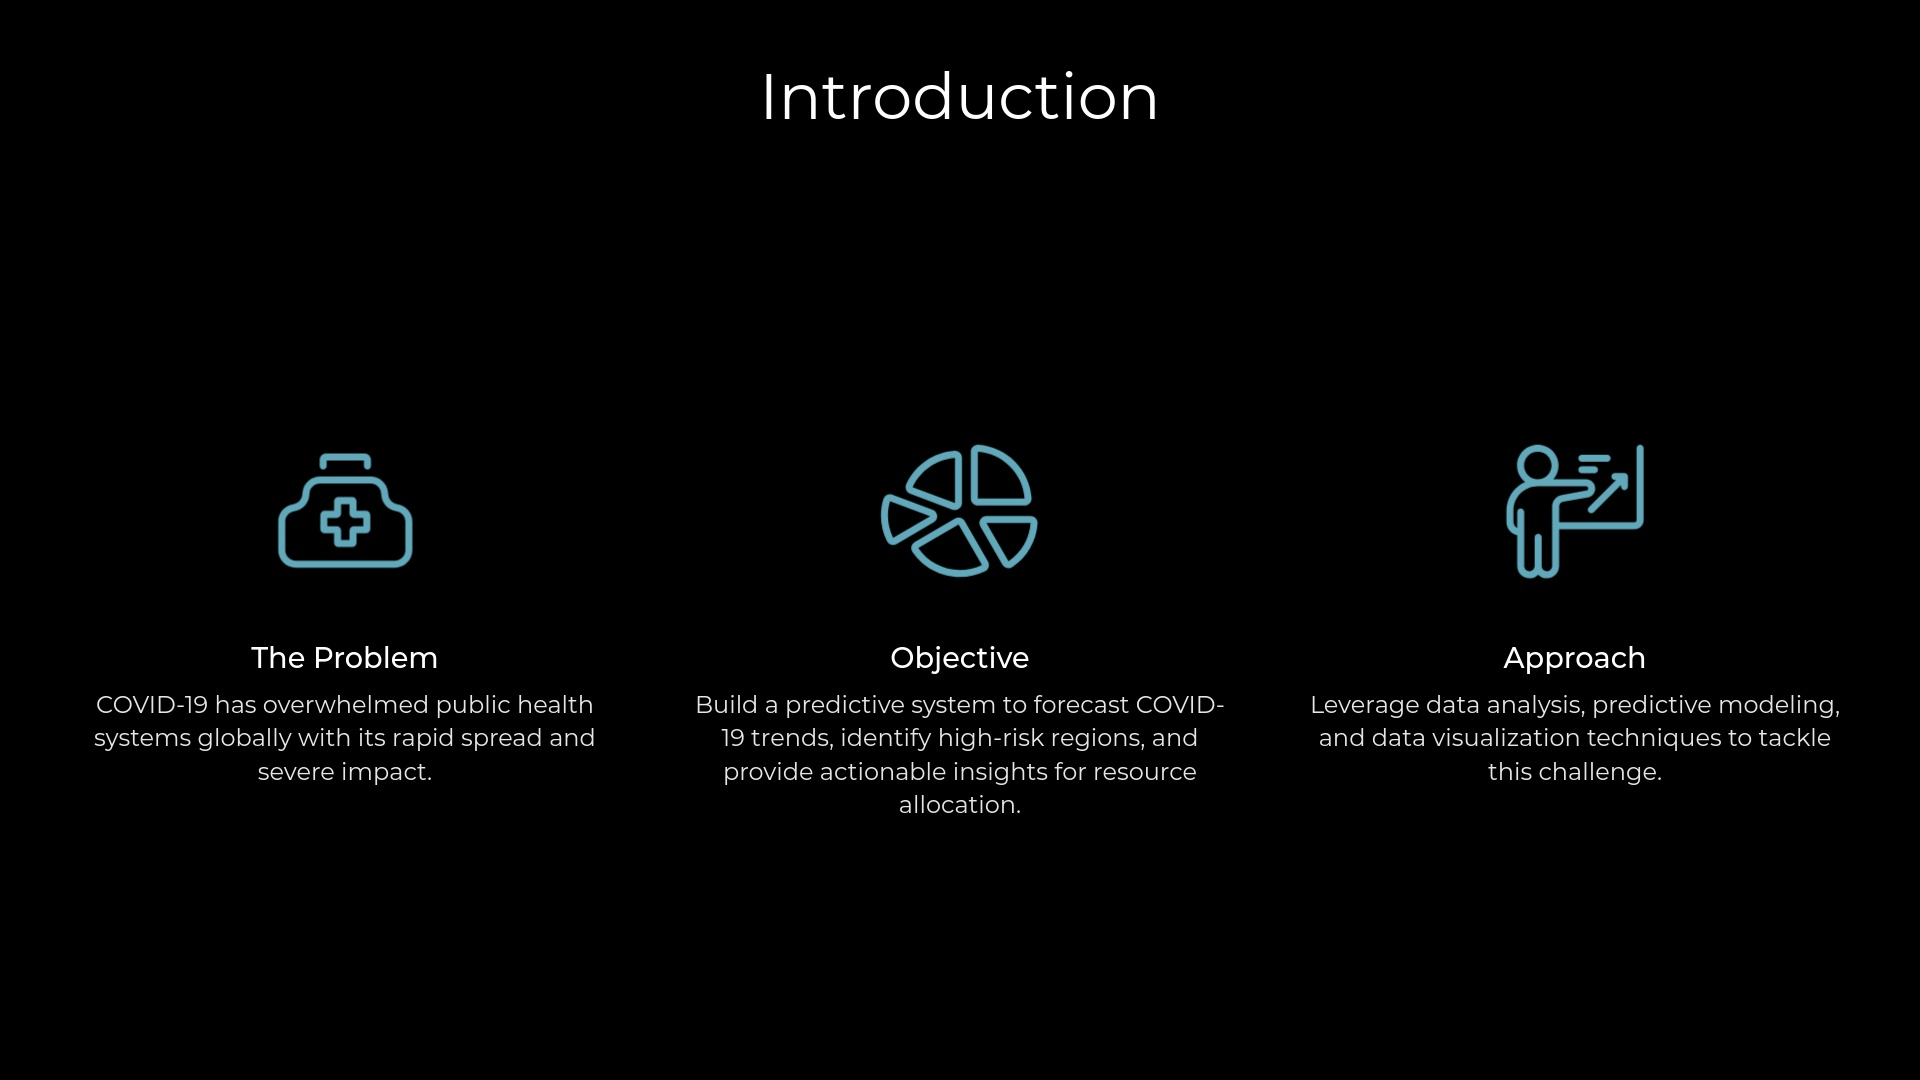 Introduction
The Problem
COVID-19 has overwhelmed public health
systems globally with its rapid spread and
severe impact.
Objective
Build a predictive system to forecast COVID-
19 trends, identify high-risk regions, and
provide actionable insights for resource
allocation.
Approach
Leverage data analysis, predictive modeling,
and data visualization techniques to tackle
this challenge.